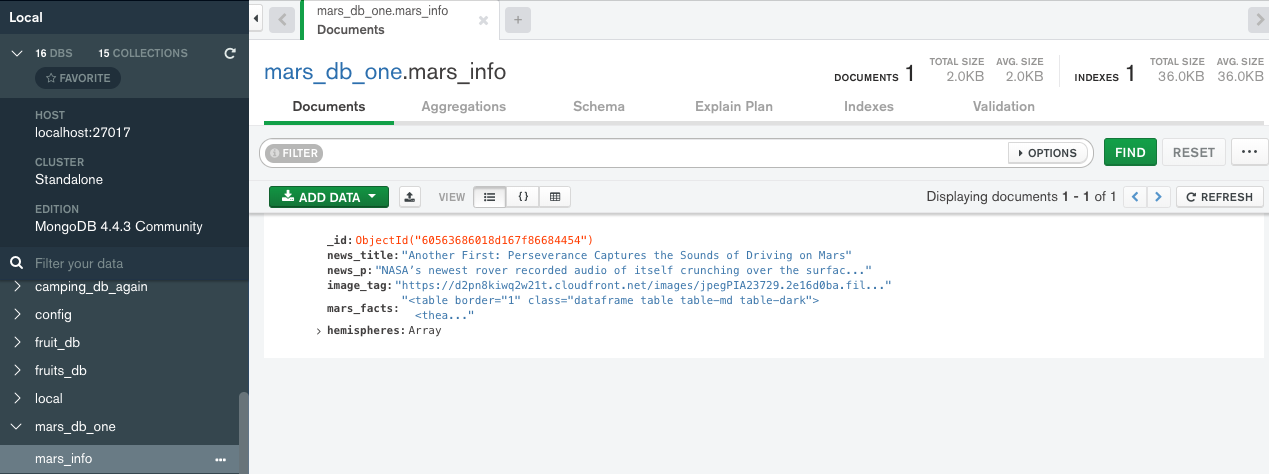 Local
16 DBS 15 COLLECTIONS
FAVORITE
HOST
localhost:27017
CLUSTER
Standalone
EDITION
MongoDB 4.4.3 Community
Filter your data
camping_db_again
config
fruit_db
fruits_db
local
mars_db_one
mars_info
mars_db_one.mars_info
Documents
mars_db_one.mars_info
DOCUMENTS 1 TOTAL SIZE 2.0KB AVG. SIZE 2.0KB INDEXES 1 TOTAL SIZE 36.0KB AVG. SIZE 36.0KB
Documents Aggregations Schema Explain Plan Indexes Validation
FILTER OPTIONS FIND RESET
ADD DATA VIEW Displaying documents 1 - 1 of 1 REFRESH
_id: ObjectId("60563686018d167f86684454")
news_title: "Another First: Perseverance Captures the Sounds of Driving on Mars"
news_p: "NASA’s newest rover recorded audio of itself crunching over the surfac..."
image_tag: "https://d2pn8kiwq2w21t.cloudfront.net/images/jpegPIA23729.2e16d0ba.fil..."
mars_facts: "<table border="1" class="dataframe table table-md table-dark">
<thea..."
hemispheres: Array